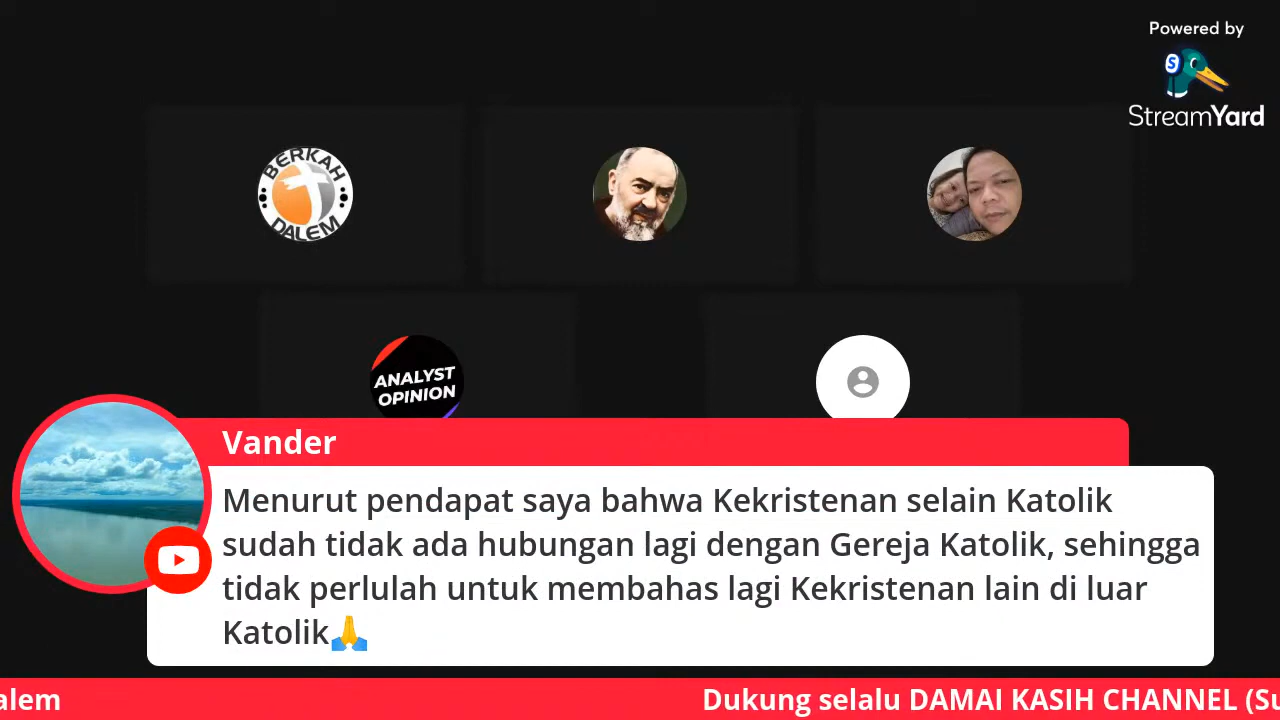 Powered by
StreamYard
BERKAH
DALEM
ANALYST
OPINION
Vander
Menurut pendapat saya bahwa Kekristenan selain Katolik
sudah tidak ada hubungan lagi dengan Gereja Katolik, sehingga
tidak perlulah untuk membahas lagi Kekristenan lain di luar
Katolik🙏
alem
Dukung selalu DAMAI KASIH CHANNEL (Su